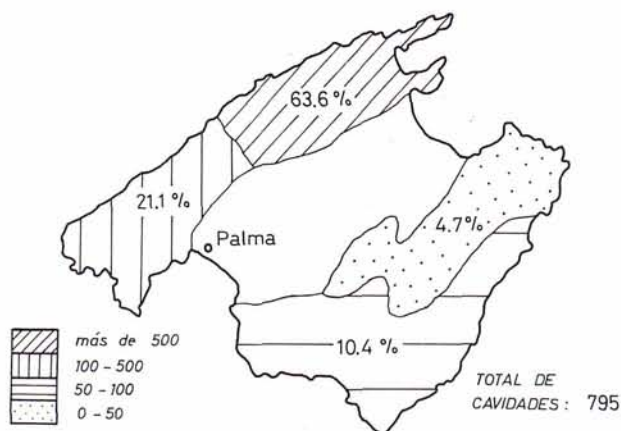 63.6 %
21.1 %
4.7%
Palma
10.4 %
más de 500
100 - 500
50 - 100
0 - 50
TOTAL DE
CAVIDADES : 795